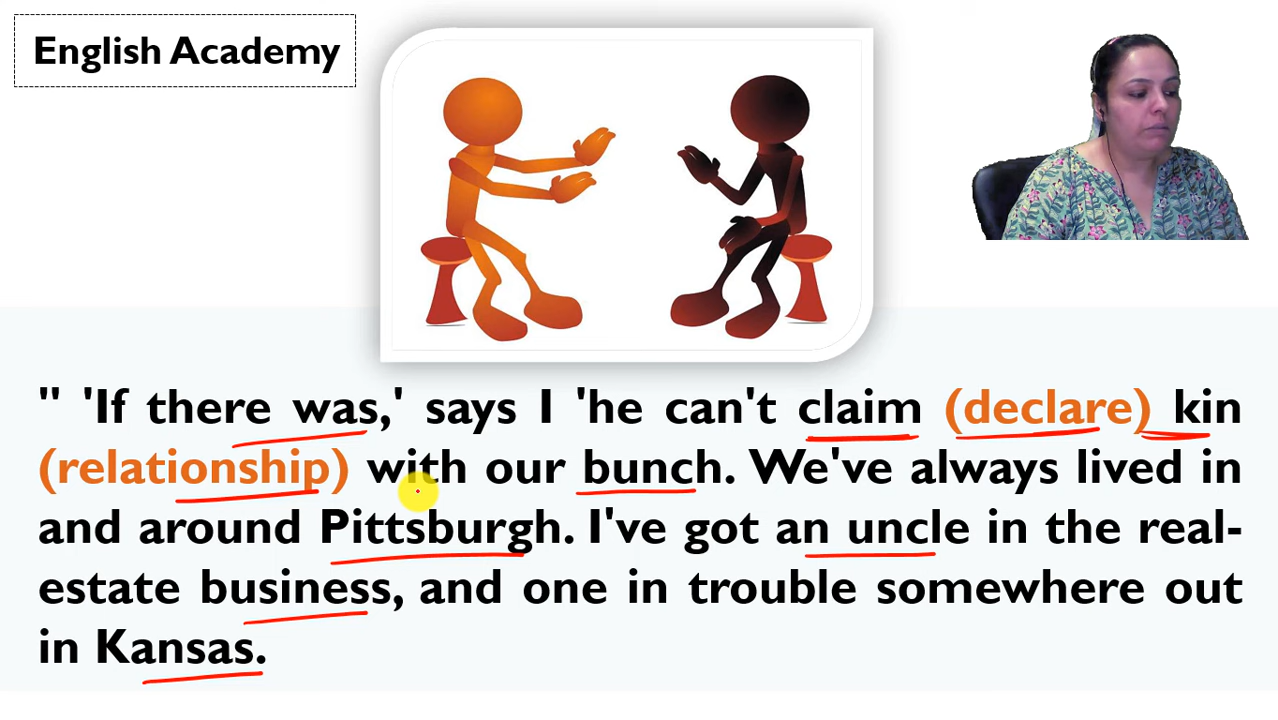 English Academy
" 'If there was,' says I 'he can't claim (declare) kin
(relationship) with our bunch. We've always lived in
and around Pittsburgh. I've got an uncle in the real-
estate business, and one in trouble somewhere out
in Kansas.